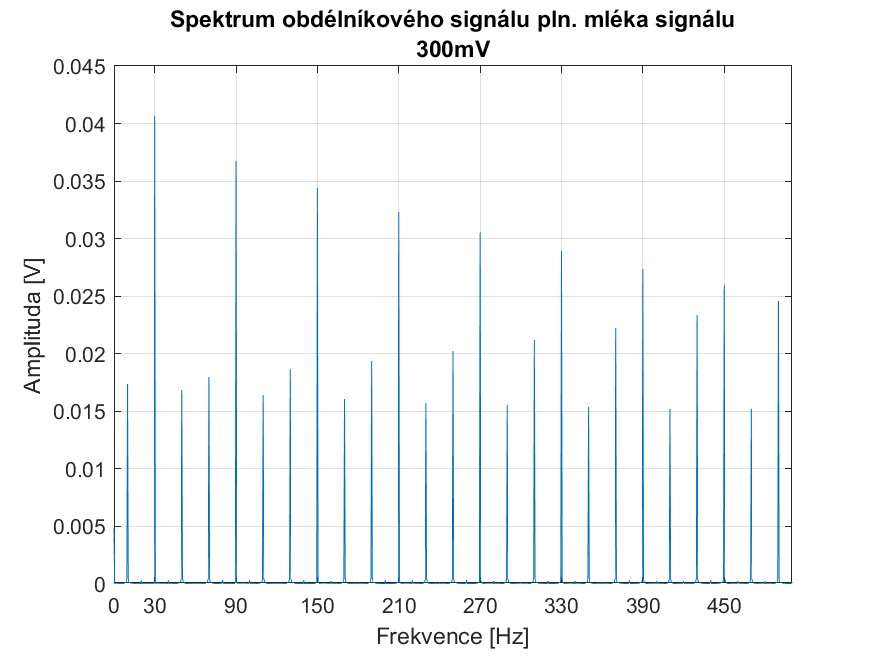 Spektrum obdélníkového signálu pln. mléka signálu
300mV
0.045
0.04
0.035
0.03
0.025
0.02
0.015
0.01
0.005
0
Amplituda [V]
0 30 90 150 210 270 330 390 450
Frekvence [Hz]